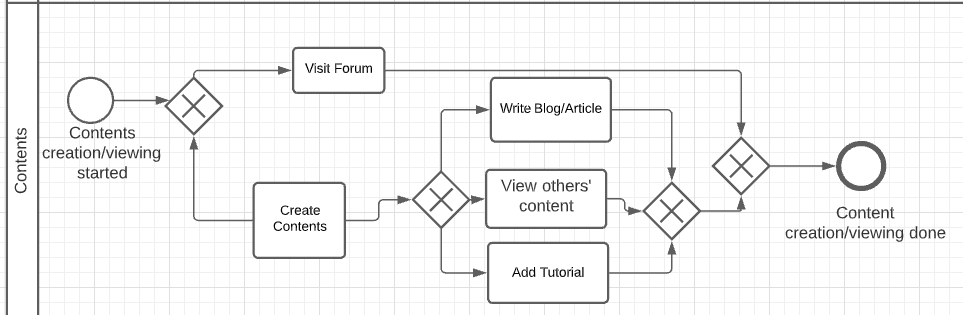 Contents
Contents
creation/viewing
started
Visit Forum
Create
Contents
Write Blog/Article
View others'
content
Add Tutorial
Content
creation/viewing done